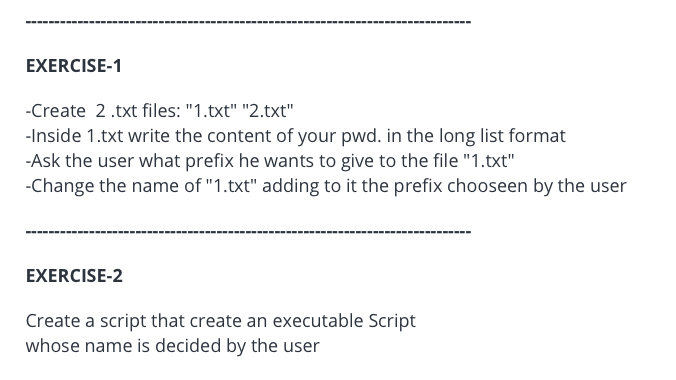 --------------------------------------------------------------------------------
EXERCISE-1
-Create  2 .txt files: "1.txt" "2.txt"
-Inside 1.txt write the content of your pwd. in the long list format
-Ask the user what prefix he wants to give to the file "1.txt"
-Change the name of "1.txt" adding to it the prefix chooseen by the user
--------------------------------------------------------------------------------
EXERCISE-2
Create a script that create an executable Script
whose name is decided by the user